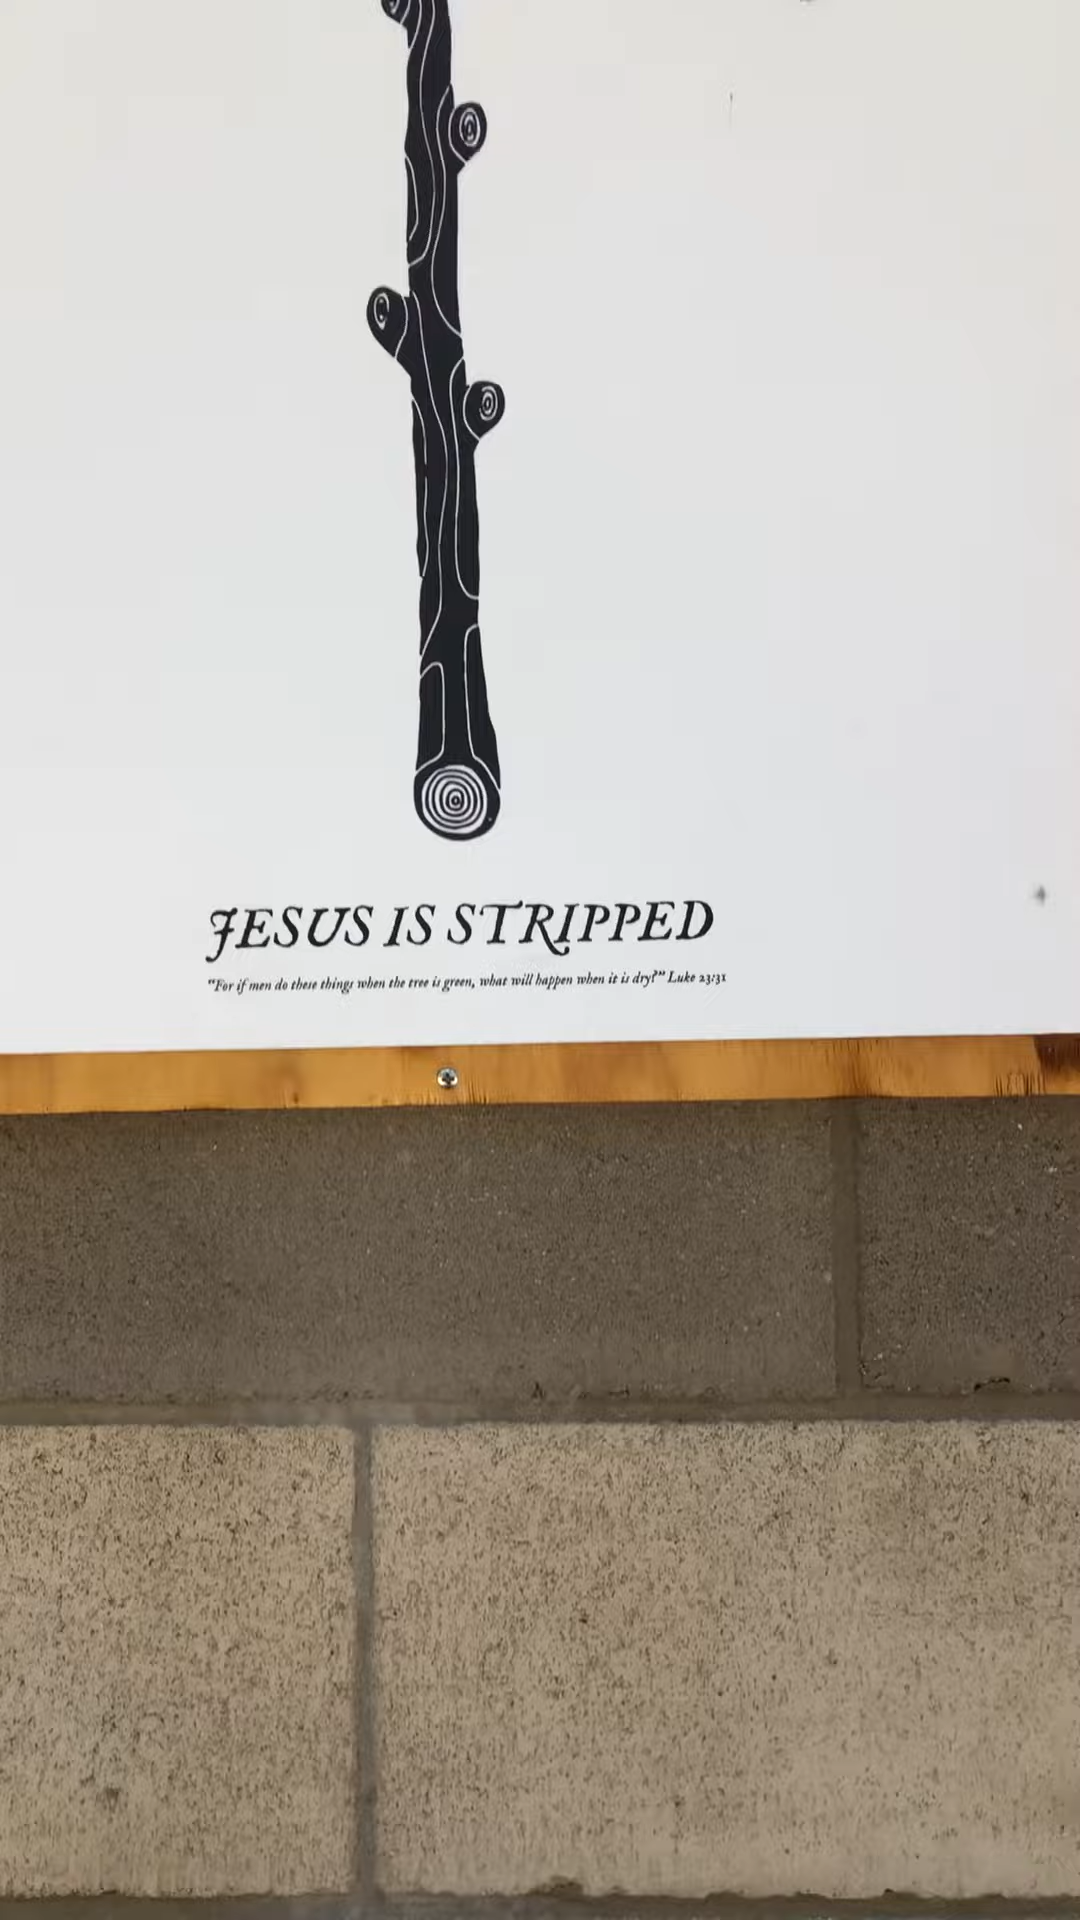 JESUS IS STRIPPED
"For if men do these things when the tree is green, what will happen when it is dry?" Luke 23:31